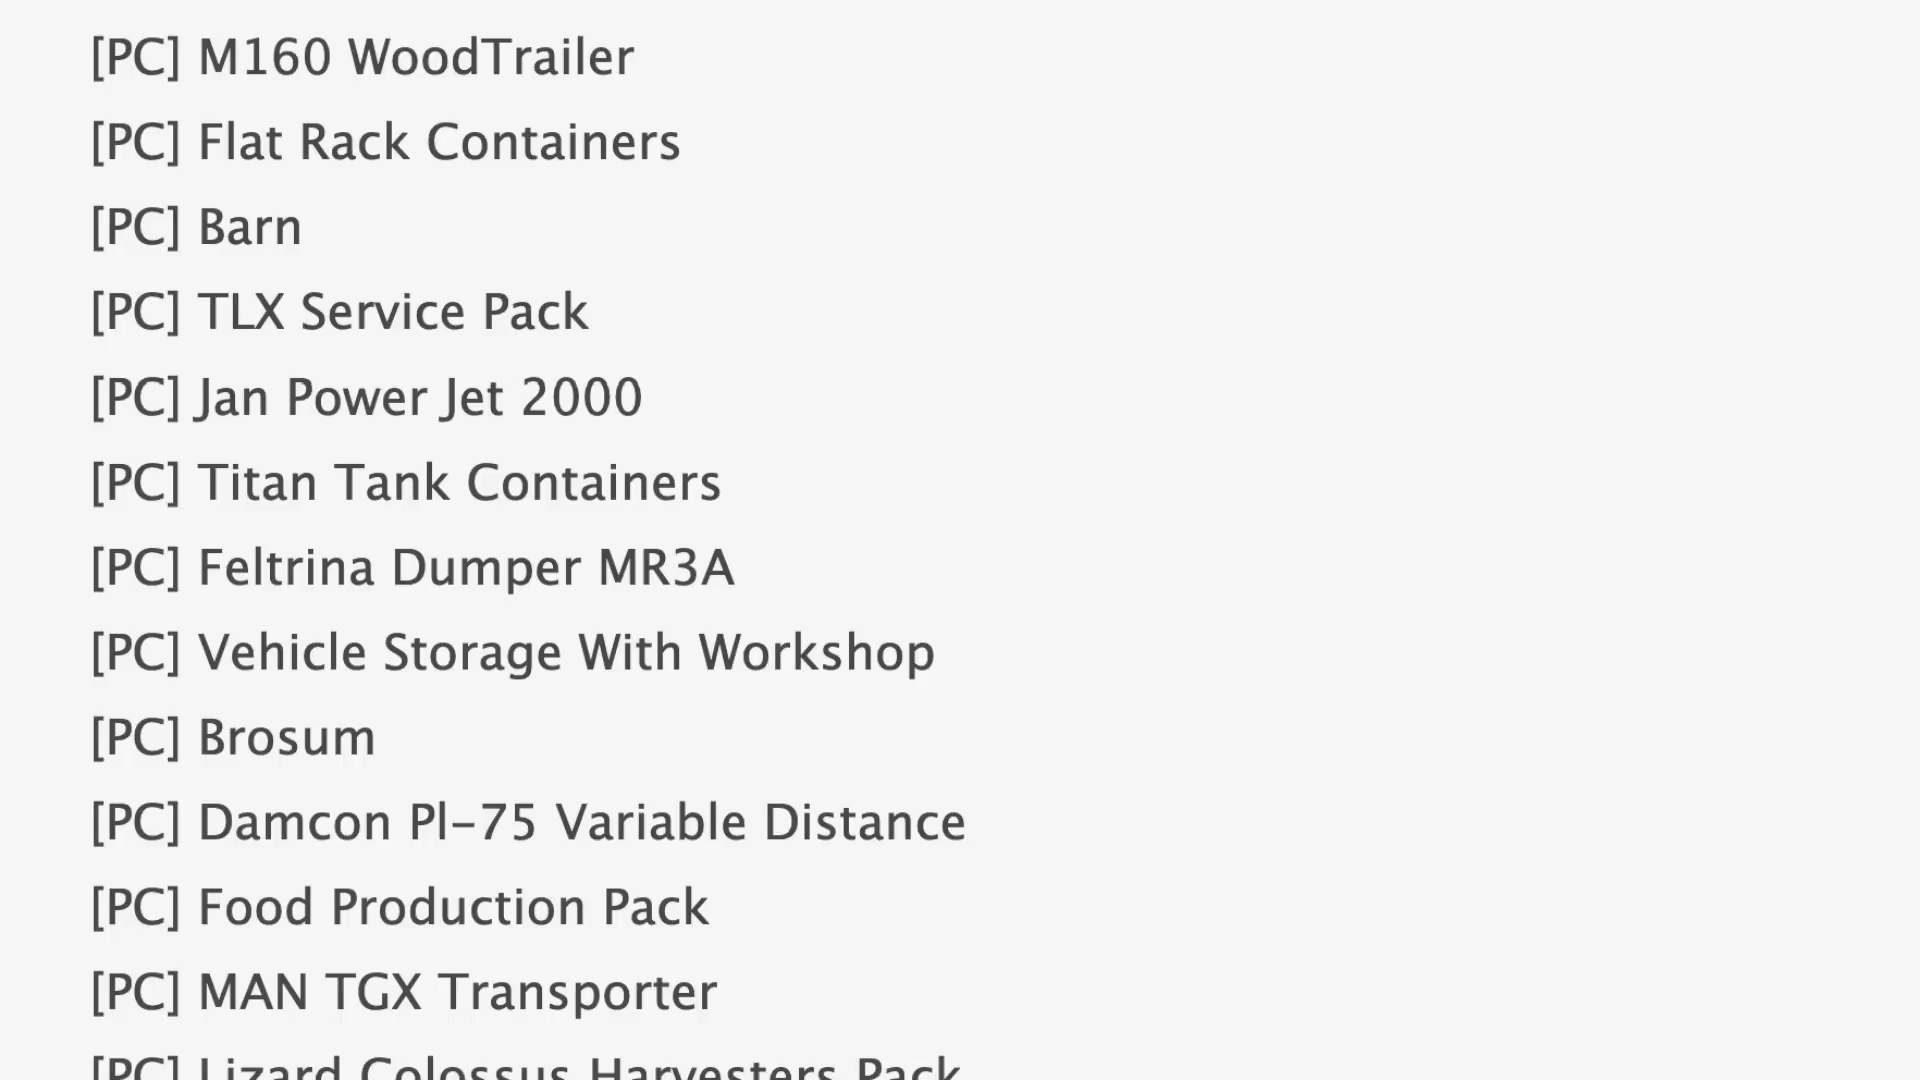 [PC] M160 WoodTrailer
[PC] Flat Rack Containers
[PC] Barn
[PC] TLX Service Pack
[PC] Jan Power Jet 2000
[PC] Titan Tank Containers
[PC] Feltrina Dumper MR3A
[PC] Vehicle Storage With Workshop
[PC] Brosum
[PC] Damcon Pl-75 Variable Distance
[PC] Food Production Pack
[PC] MAN TGX Transporter
[PC] Lizard Colossus Harvesters Pack